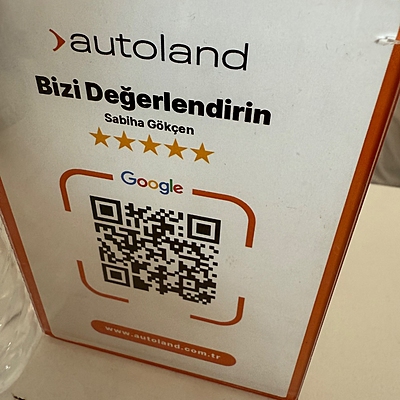 autoland
Bizi Değerlendirin
Sabiha Gökçen
Google
www.autoland.com.tr